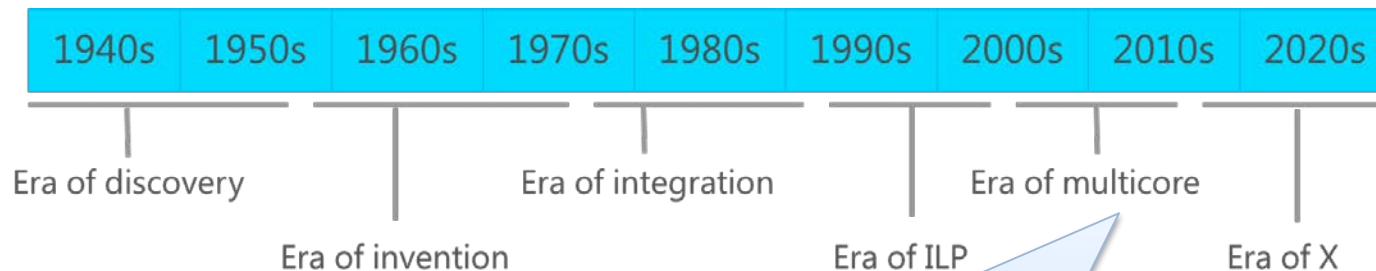 1940s 1950s 1960s 1970s 1980s 1990s 2000s 2010s 2020s
Era of discovery Era of integration Era of multicore
Era of invention Era of ILP Era of X